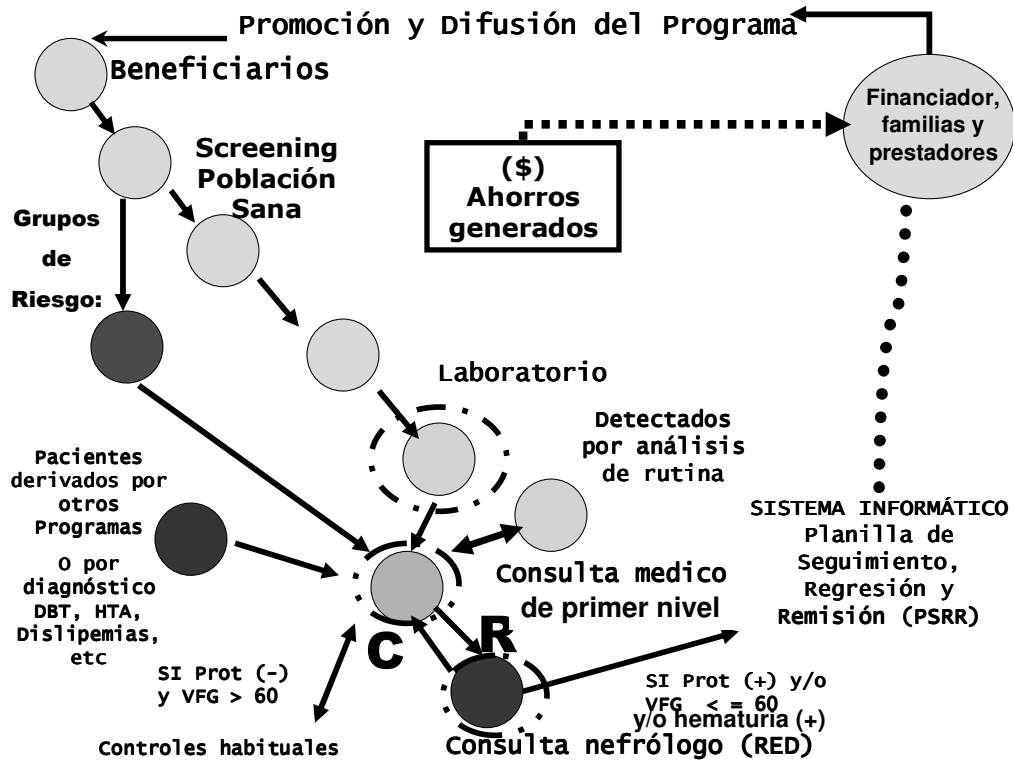 Promoción y Difusión del Programa
Beneficiarios
Financiador,
familias y
prestadores
Screening
Población
Sana
($)
Ahorros
generados
Grupos
de
Riesgo:
Laboratorio
Detectados
por análisis
de rutina
Pacientes
derivados por
otros
Programas
O por
diagnóstico
DBT, HTA,
Dislipemias,
etc
SISTEMA INFORMÁTICO
Planilla de
Seguimiento,
Regresión y
Remisión (PSRR)
Consulta medico
de primer nivel
C
R
SI Prot (-)
y VFG > 60
SI Prot (+) y/o
VFG < = 60
y/o hematuria (+)
Controles habituales
Consulta nefrólogo (RED)